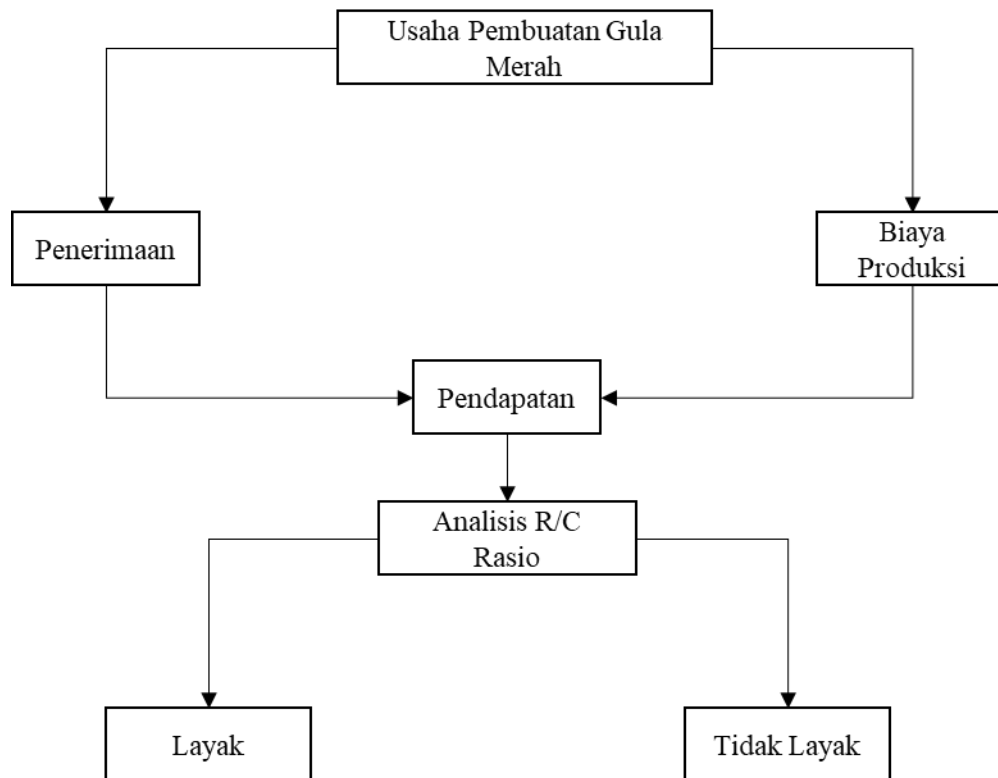 Usaha Pembuatan Gula
Merah
Penerimaan
Biaya
Produksi
Pendapatan
Analisis R/C
Rasio
Layak
Tidak Layak